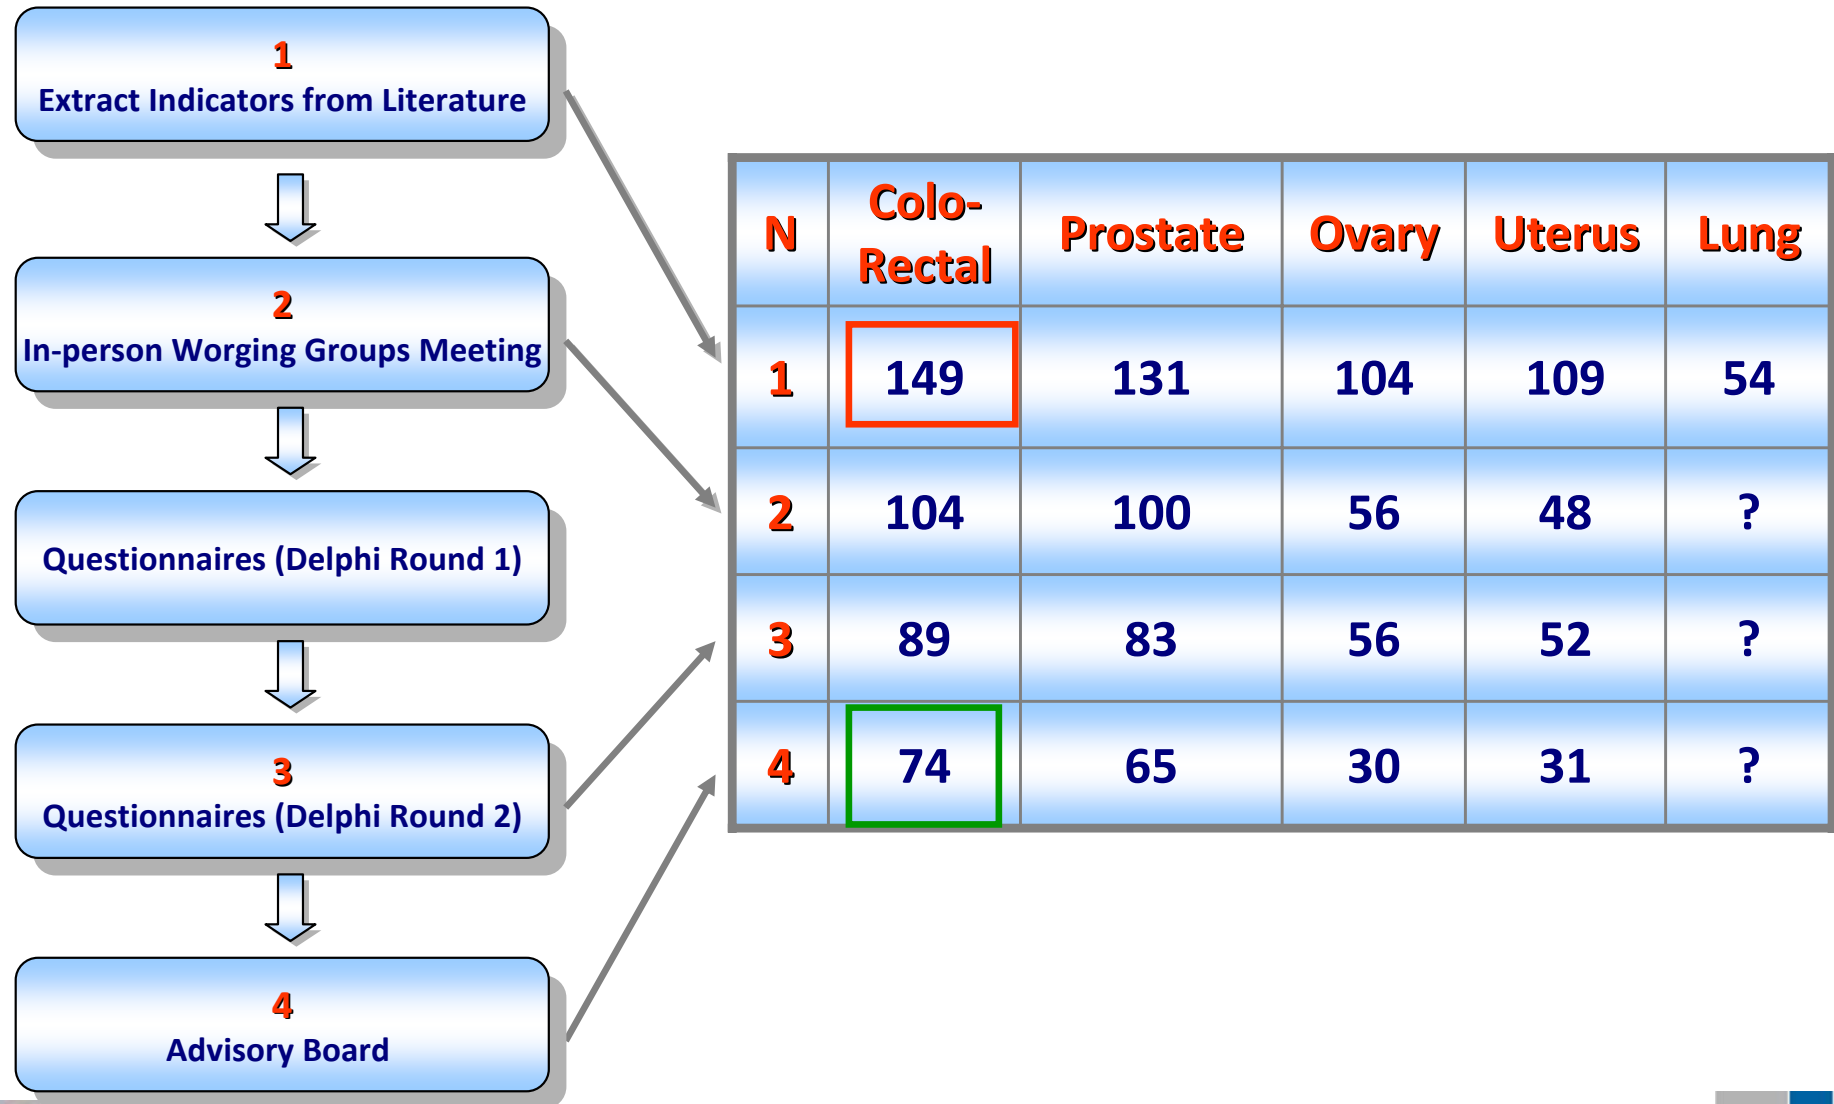 1
Extract Indicators from Literature
2
In-person Worging Groups Meeting
Questionnaires (Delphi Round 1)
3
Questionnaires (Delphi Round 2)
4
Advisory Board
N Colo-Rectal Prostate Ovary Uterus Lung
1 149 131 104 109 54
2 104 100 56 48 ?
3 89 83 56 52 ?
4 74 65 30 31 ?